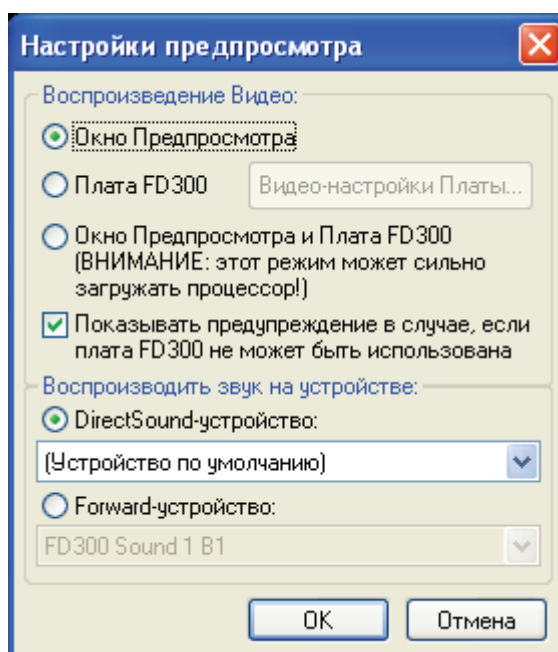 Настройки предпросмотра
Воспроизведение Видео:
Окно Предпросмотра
Плата FD300
Видео-настройки Платы...
Окно Предпросмотра и Плата FD300
(ВНИМАНИЕ: этот режим может сильно
загружать процессор!)
Показывать предупреждение в случае, если
плата FD300 не может быть использована
Воспроизводить звук на устройстве:
DirectSound-устройство:
(Устройство по умолчанию)
Forward-устройство:
FD300 Sound 1 B1
OK
Отмена